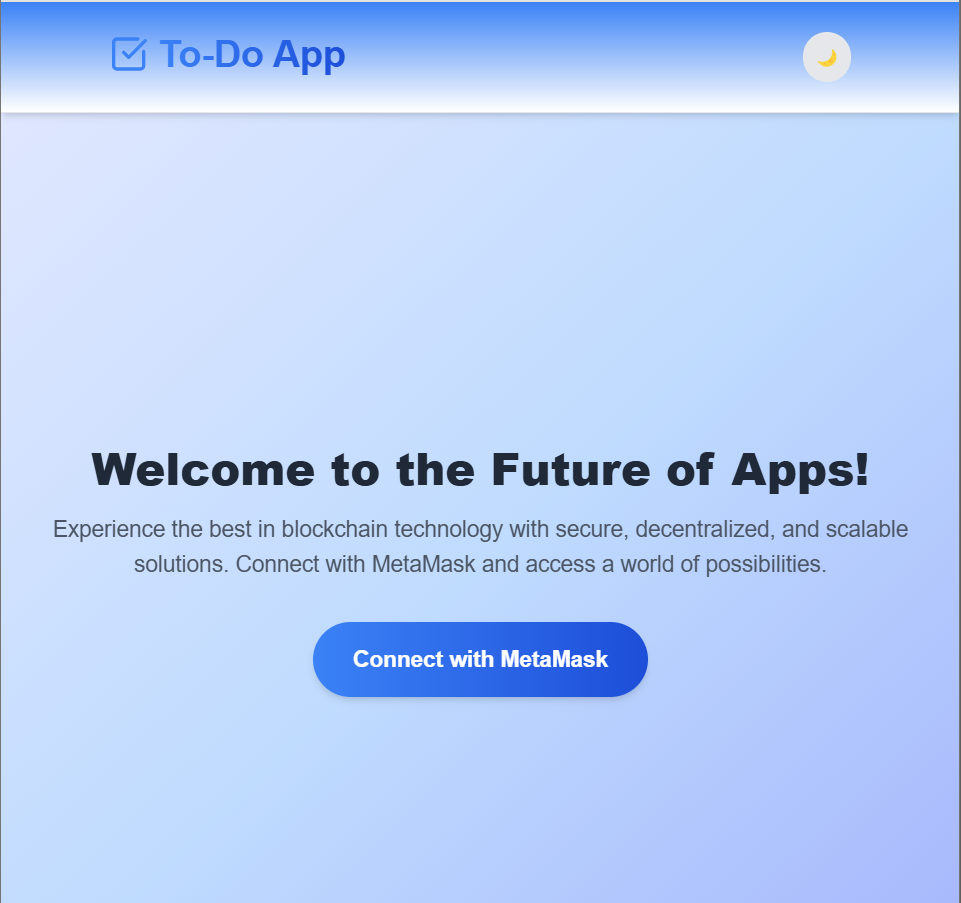 To-Do App
Welcome to the Future of Apps!
Experience the best in blockchain technology with secure, decentralized, and scalable
solutions. Connect with MetaMask and access a world of possibilities.
Connect with MetaMask